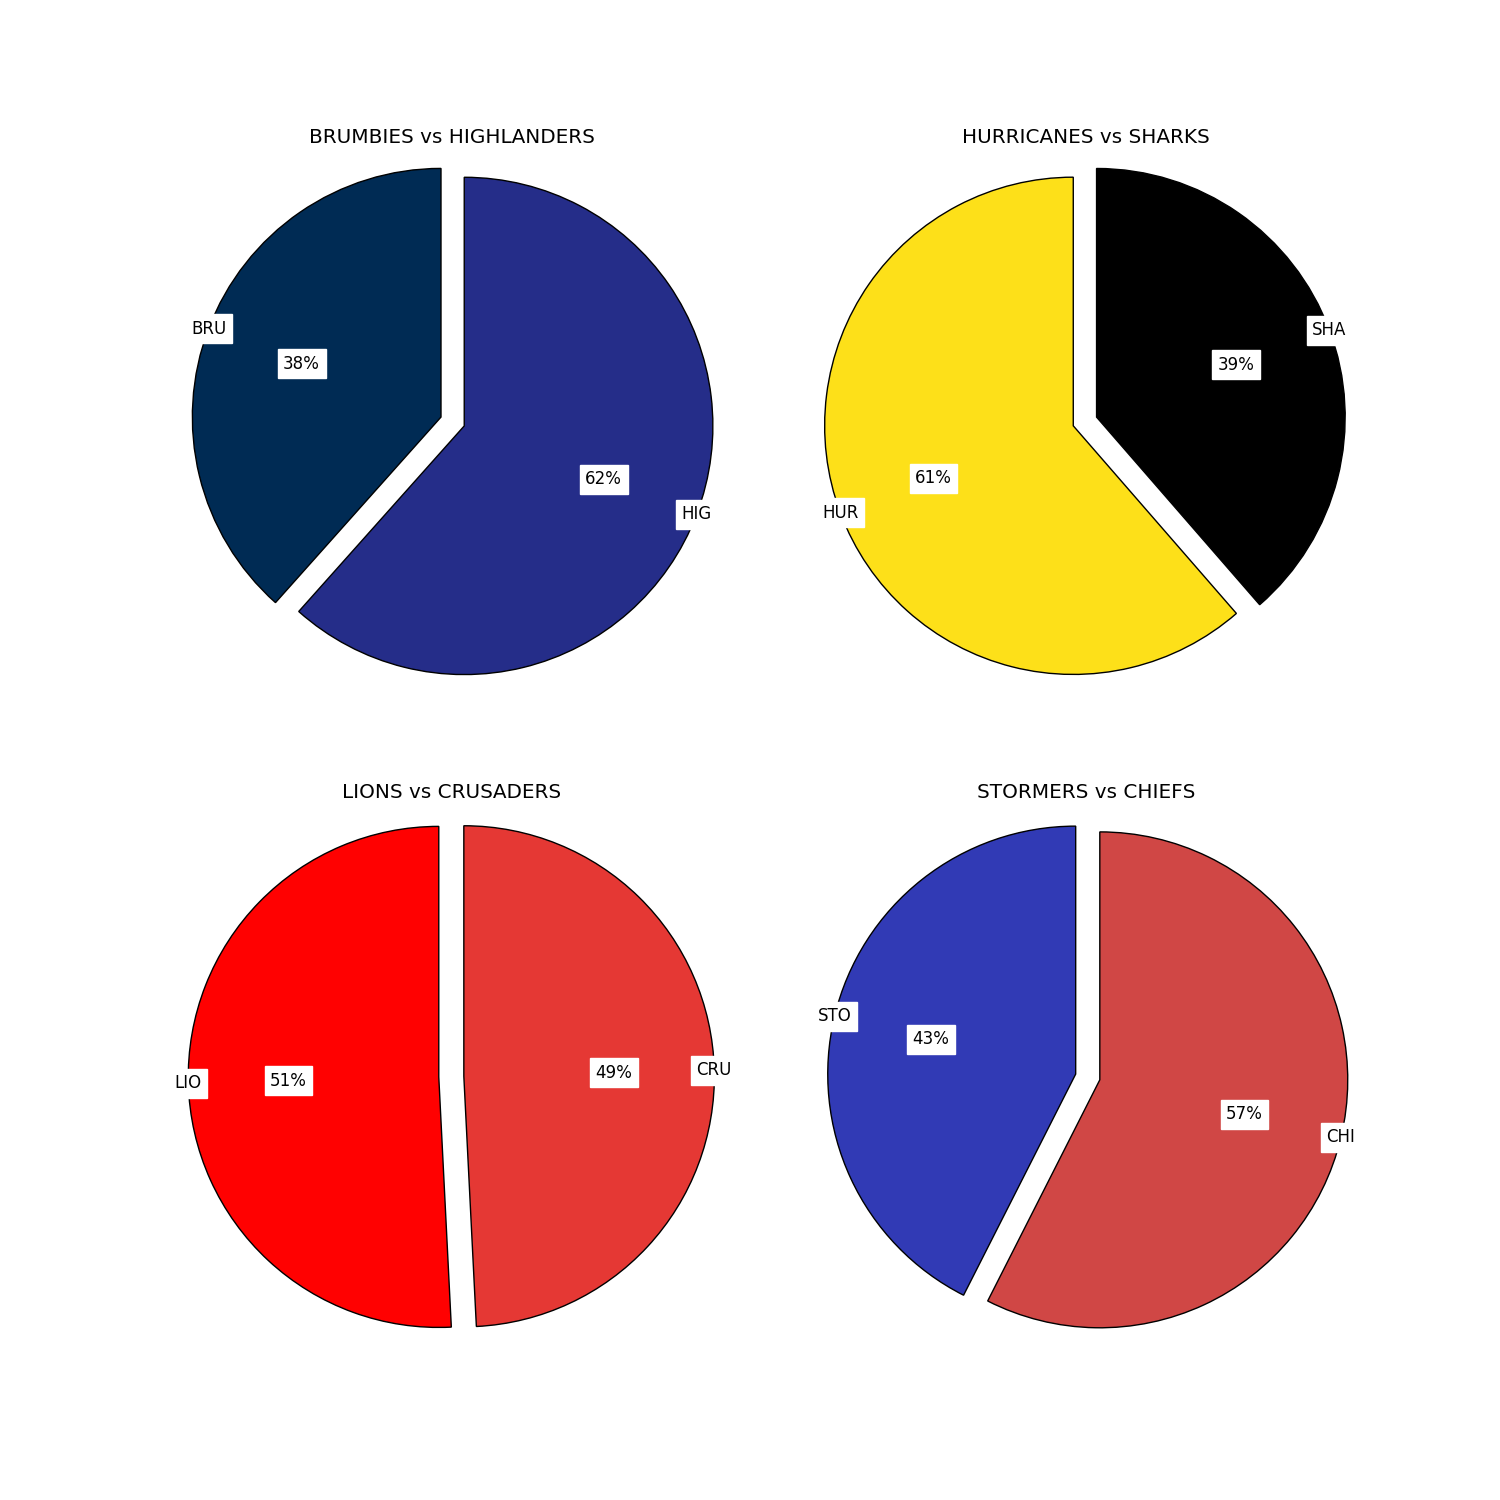 BRUMBIES vs HIGHLANDERS
BRU
38%
62%
HIG
HURRICANES vs SHARKS
SHA
39%
61%
HUR
LIONS vs CRUSADERS
LIO
51%
49%
CRU
STORMERS vs CHIEFS
STO
43%
57%
CHI